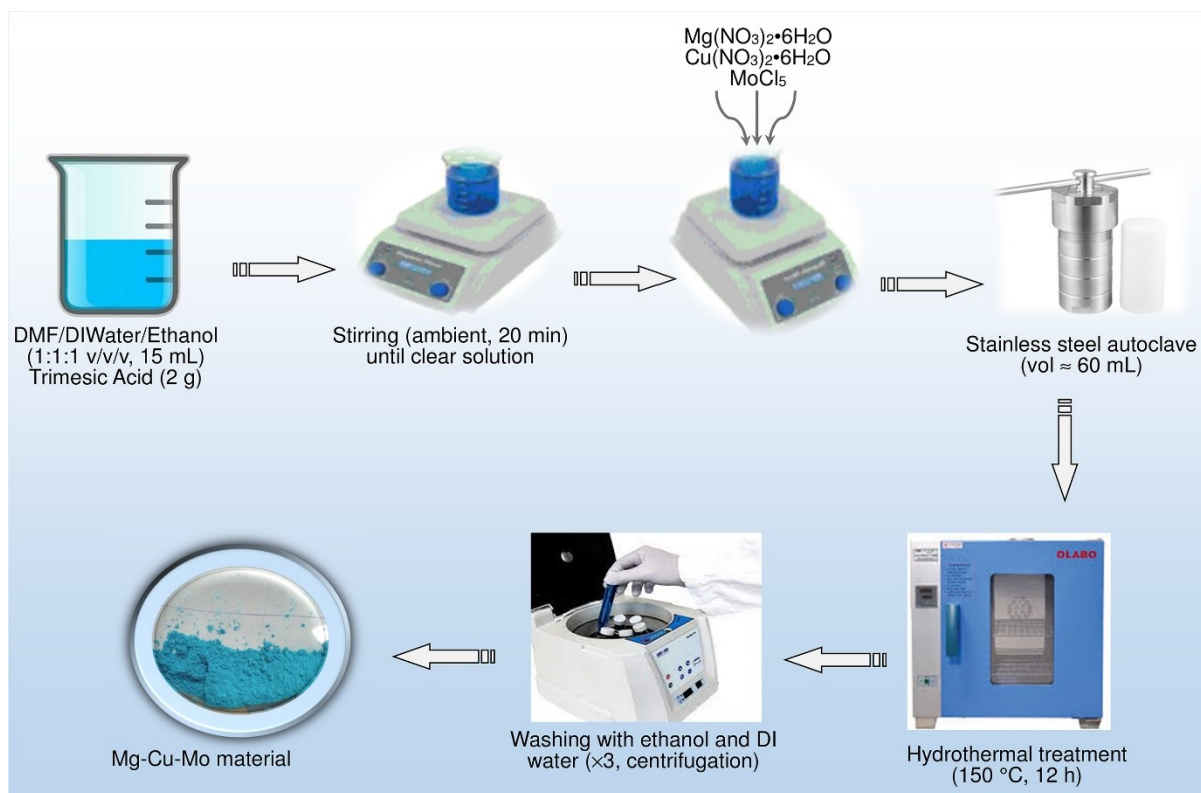 Mg(NO₃)₂•6H₂O
Cu(NO₃)₂•6H₂O
MoCl₅
DMF/DIWater/Ethanol
(1:1:1 v/v/v, 15 mL)
Trimesic Acid (2 g)
Stirring (ambient, 20 min)
until clear solution
Stainless steel autoclave
(vol ≈ 60 mL)
OLABO
Hydrothermal treatment
(150 °C, 12 h)
Washing with ethanol and DI
water (×3, centrifugation)
Mg-Cu-Mo material